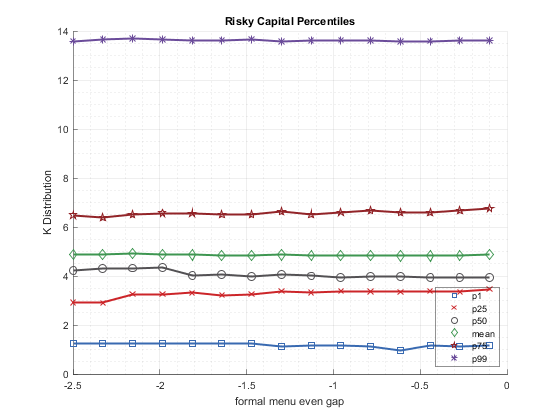 Risky Capital Percentiles
14
12
10
8
6
4
2
0
K Distribution
p1
p25
p50
mean
p75
p99
-2.5
-2
-1.5
-1
-0.5
0
formal menu even gap